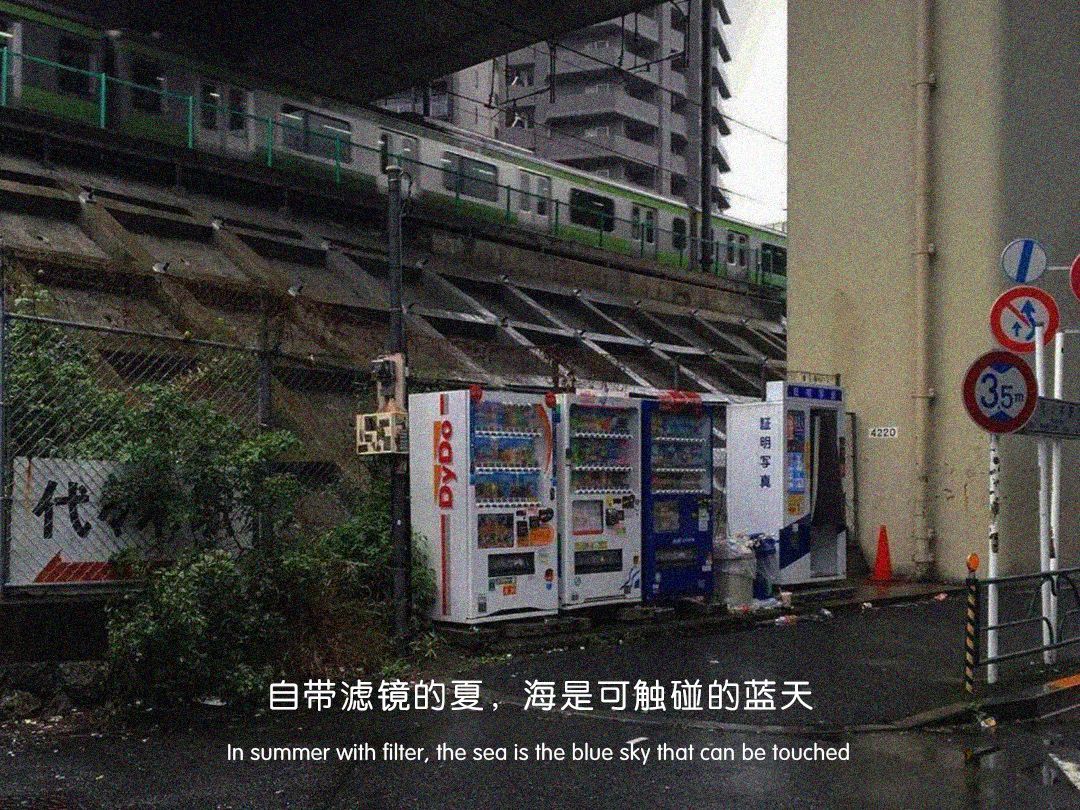 DyDo
証明写真
4220
3.5m
代
自带滤镜的夏，海是可触碰的蓝天
In summer with filter, the sea is the blue sky that can be touched